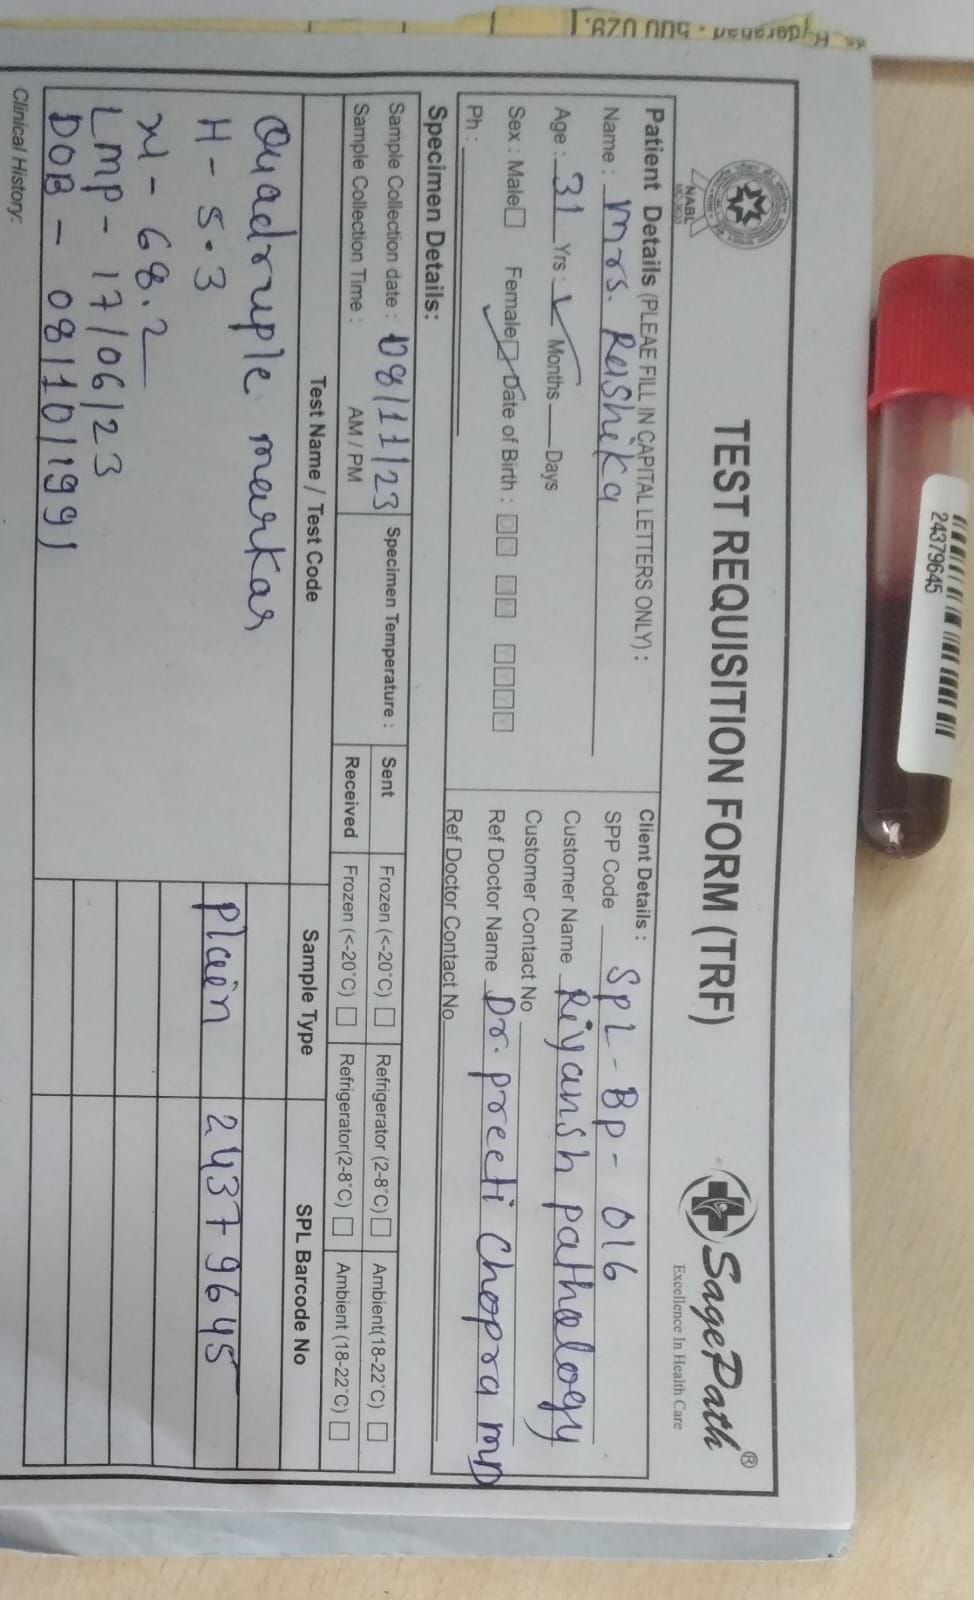 Hyderabad - 500 028.
24379645
NABL
TEST REQUISITION FORM (TRF)
SagePath®
Excellence In Health Care
Patient Details (PLEAE FILL IN CAPITAL LETTERS ONLY) :
Name : Mrs. Reishika
Age : 31 Yrs : Months Days
Sex : Male Female Date of Birth :
Ph :
Client Details :
SPP Code SPL-BP-016
Customer Name Reiyansh pathology
Customer Contact No
Ref Doctor Name Dr. preeti Chopra MD
Ref Doctor Contact No
Specimen Details:
Sample Collection date : 08/11/23
Sample Collection Time : AM / PM
Specimen Temperature :
Sent Frozen (<-20°C) Refrigerator (2-8°C) Ambient(18-22°C)
Received Frozen (<-20°C) Refrigerator(2-8°C) Ambient (18-22°C)
Test Name / Test Code Sample Type SPL Barcode No
Quadruple markar
plain 24379645
H - 5.3
W - 68.2
LMP - 17/06/23
DOB - 08/10/1991
Clinical History: